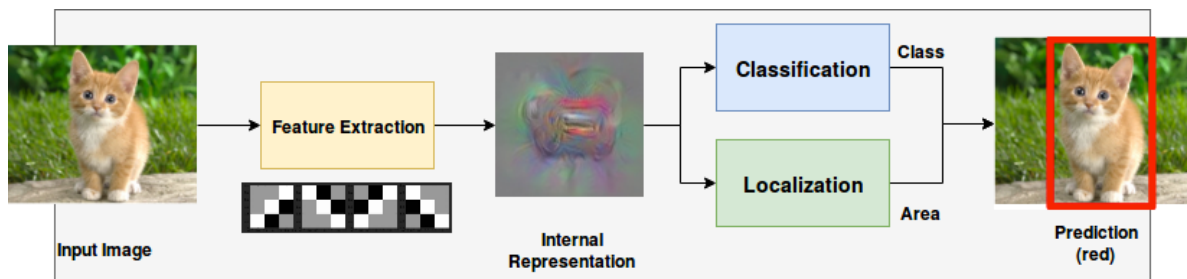 Input Image
Feature Extraction
Internal
Representation
Classification
Class
Localization
Area
Prediction
(red)